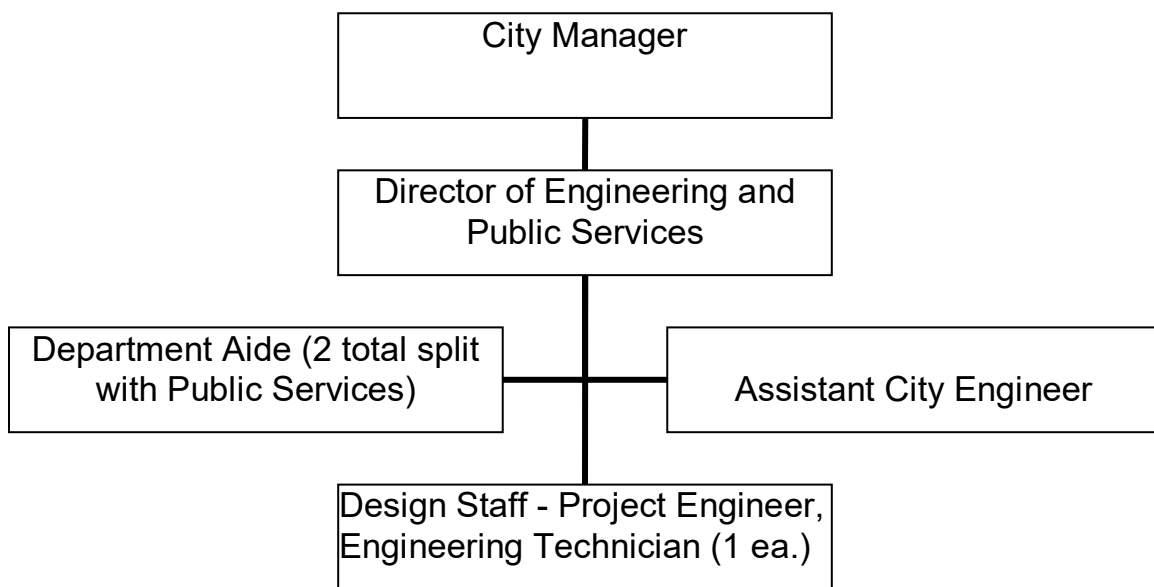 City Manager
Director of Engineering and
Public Services
Department Aide (2 total split
with Public Services)
Assistant City Engineer
Design Staff - Project Engineer,
Engineering Technician (1 ea.)